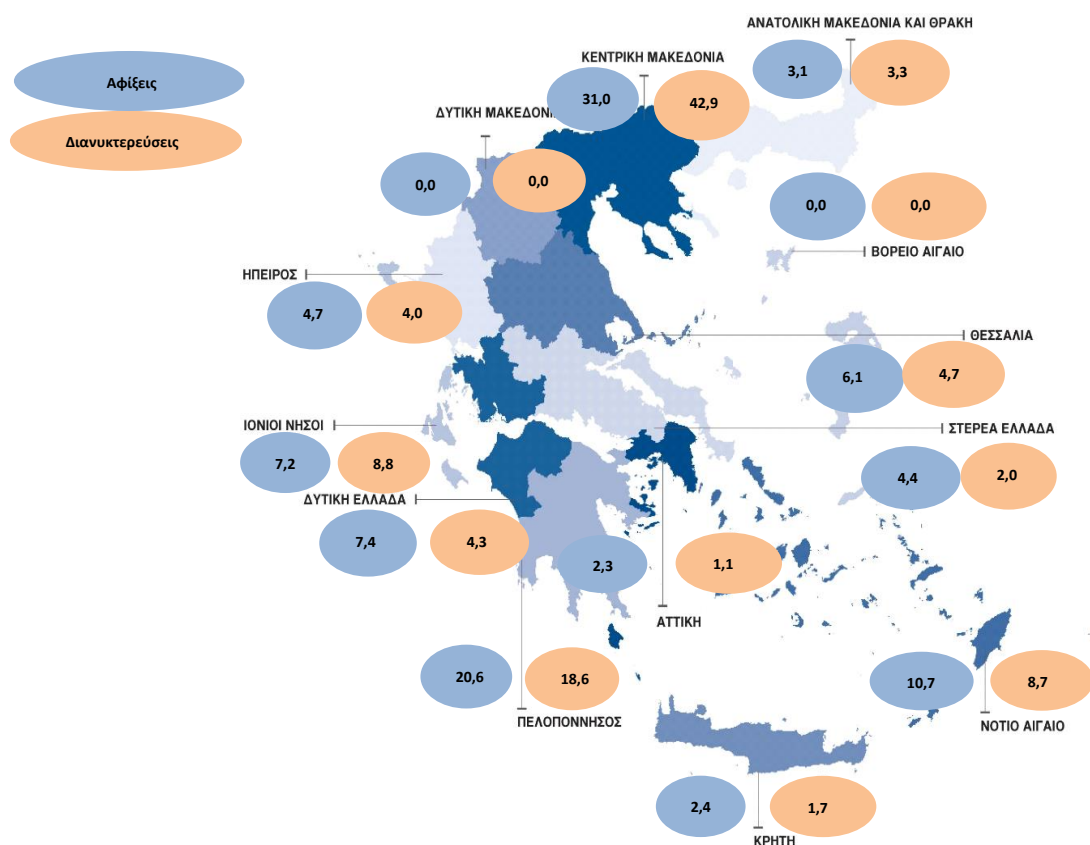 ΑΝΑΤΟΛΙΚΗ ΜΑΚΕΔΟΝΙΑ ΚΑΙ ΘΡΑΚΗ
3,1
3,3
ΚΕΝΤΡΙΚΗ ΜΑΚΕΔΟΝΙΑ
31,0
42,9
Αφίξεις
Διανυκτερεύσεις
ΔΥΤΙΚΗ ΜΑΚΕΔΟΝΙ
0,0
0,0
0,0
0,0
ΒΟΡΕΙΟ ΑΙΓΑΙΟ
ΗΠΕΙΡΟΣ
4,7
4,0
ΘΕΣΣΑΛΙΑ
6,1
4,7
ΙΟΝΙΟΙ ΝΗΣΟΙ
7,2
8,8
ΣΤΕΡΕΑ ΕΛΛΑΔΑ
4,4
2,0
ΔΥΤΙΚΗ ΕΛΛΑΔΑ
7,4
4,3
2,3
1,1
ΑΤΤΙΚΗ
20,6
18,6
ΠΕΛΟΠΟΝΝΗΣΟΣ
10,7
8,7
ΝΟΤΙΟ ΑΙΓΑΙΟ
2,4
1,7
ΚΡΗΤΗ